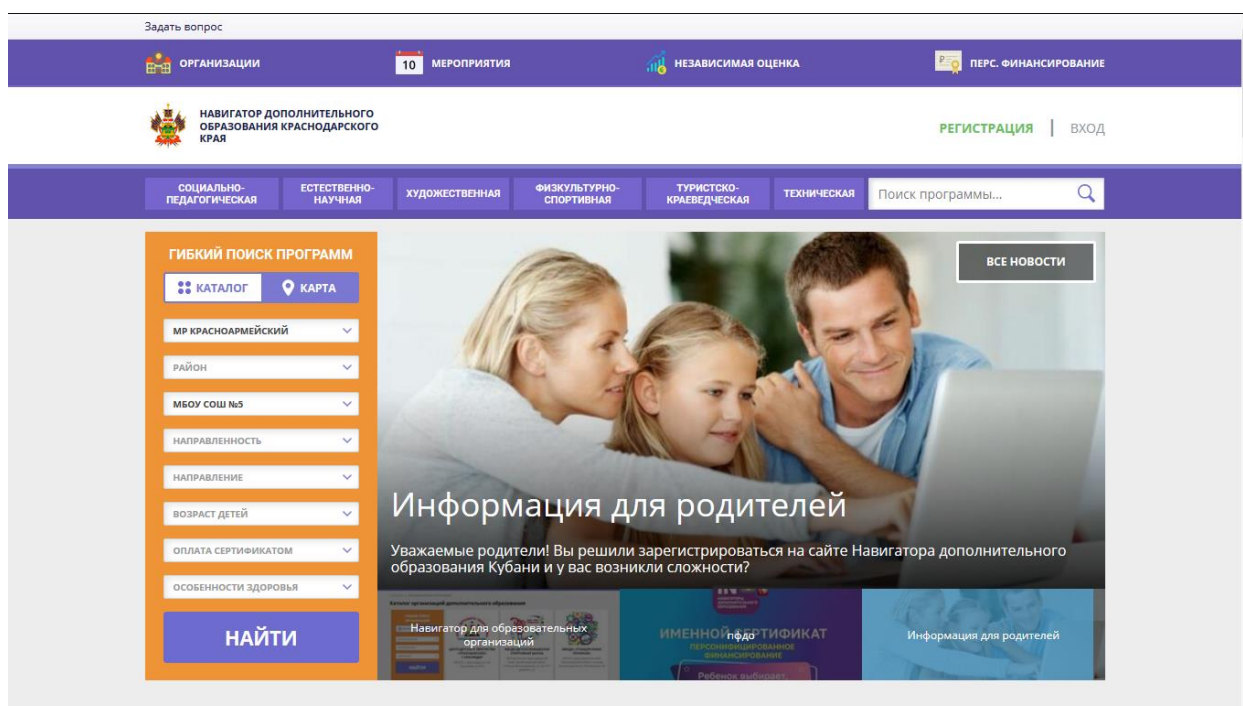 Задать вопрос
ОРГАНИЗАЦИИ
10
МЕРОПРИЯТИЯ
НЕЗАВИСИМАЯ ОЦЕНКА
ПЕРС. ФИНАНСИРОВАНИЕ
НАВИГАТОР ДОПОЛНИТЕЛЬНОГО
ОБРАЗОВАНИЯ КРАСНОДАРСКОГО
КРАЯ
РЕГИСТРАЦИЯ | ВХОД
СОЦИАЛЬНО-
ПЕДАГОГИЧЕСКАЯ
ЕСТЕСТВЕННО-
НАУЧНАЯ
ХУДОЖЕСТВЕННАЯ
ФИЗКУЛЬТУРНО-
СПОРТИВНАЯ
ТУРИСТСКО-
КРАЕВЕДЧЕСКАЯ
ТЕХНИЧЕСКАЯ
Поиск программы...
ГИБКИЙ ПОИСК ПРОГРАММ
КАТАЛОГ
КАРТА
МР КРАСНОАРМЕЙСКИЙ
РАЙОН
МБОУ СОШ №5
НАПРАВЛЕННОСТЬ
НАПРАВЛЕНИЕ
ВОЗРАСТ ДЕТЕЙ
ОПЛАТА СЕРТИФИКАТОМ
ОСОБЕННОСТИ ЗДОРОВЬЯ
НАЙТИ
ВСЕ НОВОСТИ
Информация для родителей
Уважаемые родители! Вы решили зарегистрироваться на сайте Навигатора дополнительного
образования Кубани и у вас возникли сложности?
Каталог организаций дополнительного образования
Навигатор для образовательных
организаций
ИМЕННОЙ СЕРТИФИКАТ
пфдо
ПЕРСОНИФИЦИРОВАННОЕ
ФИНАНСИРОВАНИЕ
Ребенок выбирает,
Информация для родителей